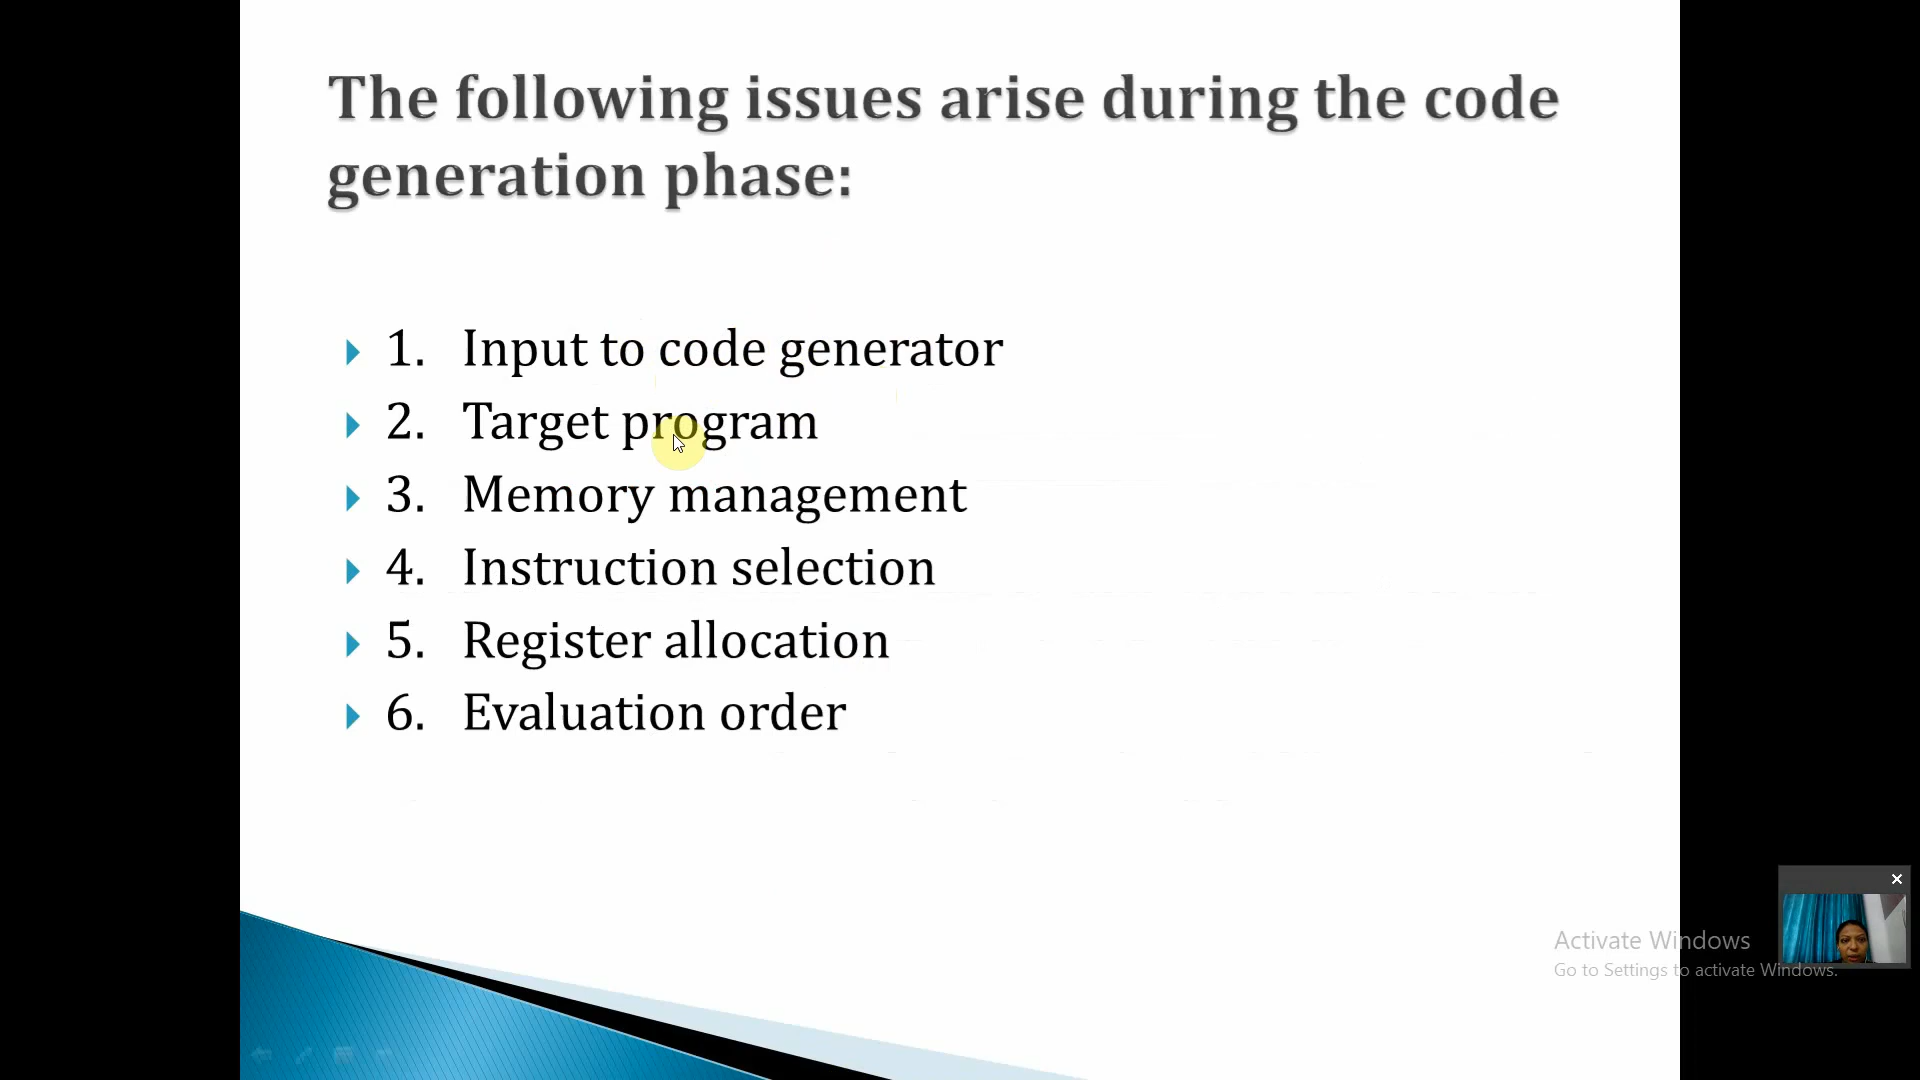 The following issues arise during the code
generation phase:
1. Input to code generator
2. Target program
3. Memory management
4. Instruction selection
5. Register allocation
6. Evaluation order
Activate Windows
Go to Settings to activate Windows.